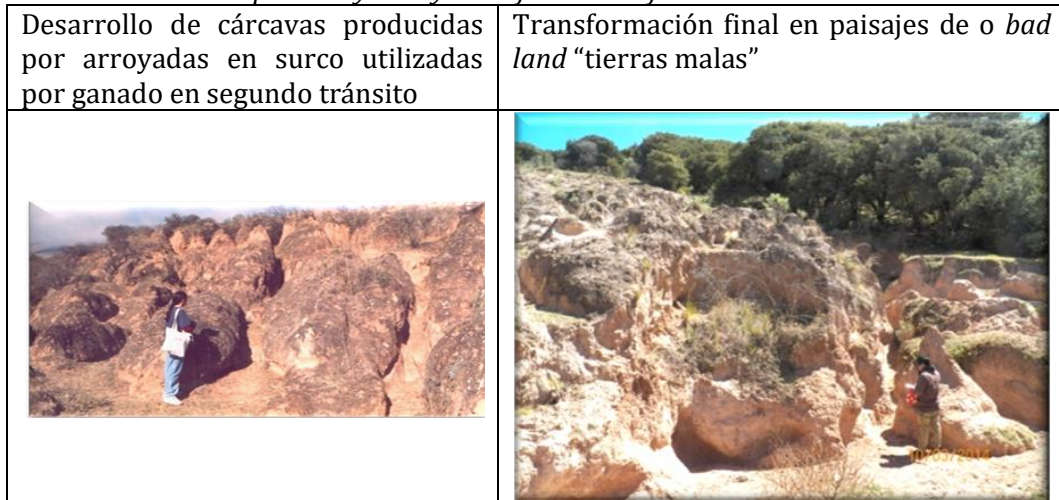 Desarrollo de cárcavas producidas
por arroyadas en surco utilizadas
por ganado en segundo tránsito
Transformación final en paisajes de o bad
land “tierras malas”